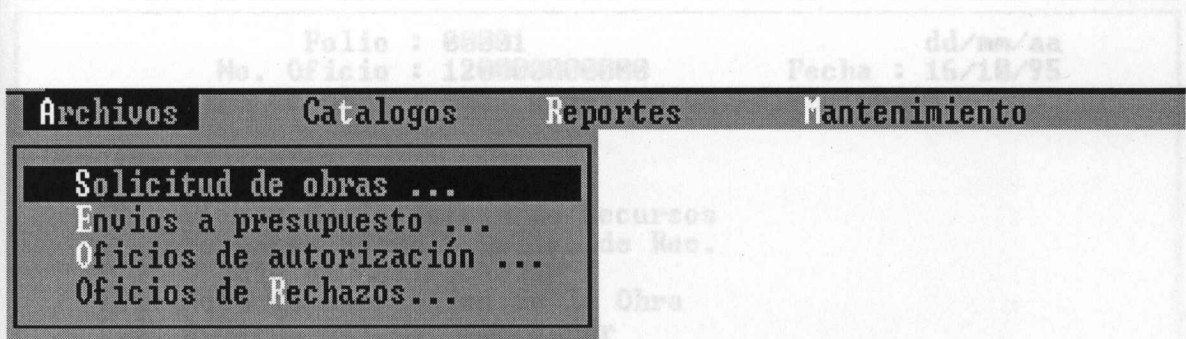 Folio : 00001 dd/mm/aa
No. Oficio : 120000000000 Fecha : 16/10/95
Archivos Catalogos Reportes Mantenimiento
Solicitud de obras ...
Envios a presupuesto ...
Oficios de autorización ...
Oficios de Rechazos...
Obra